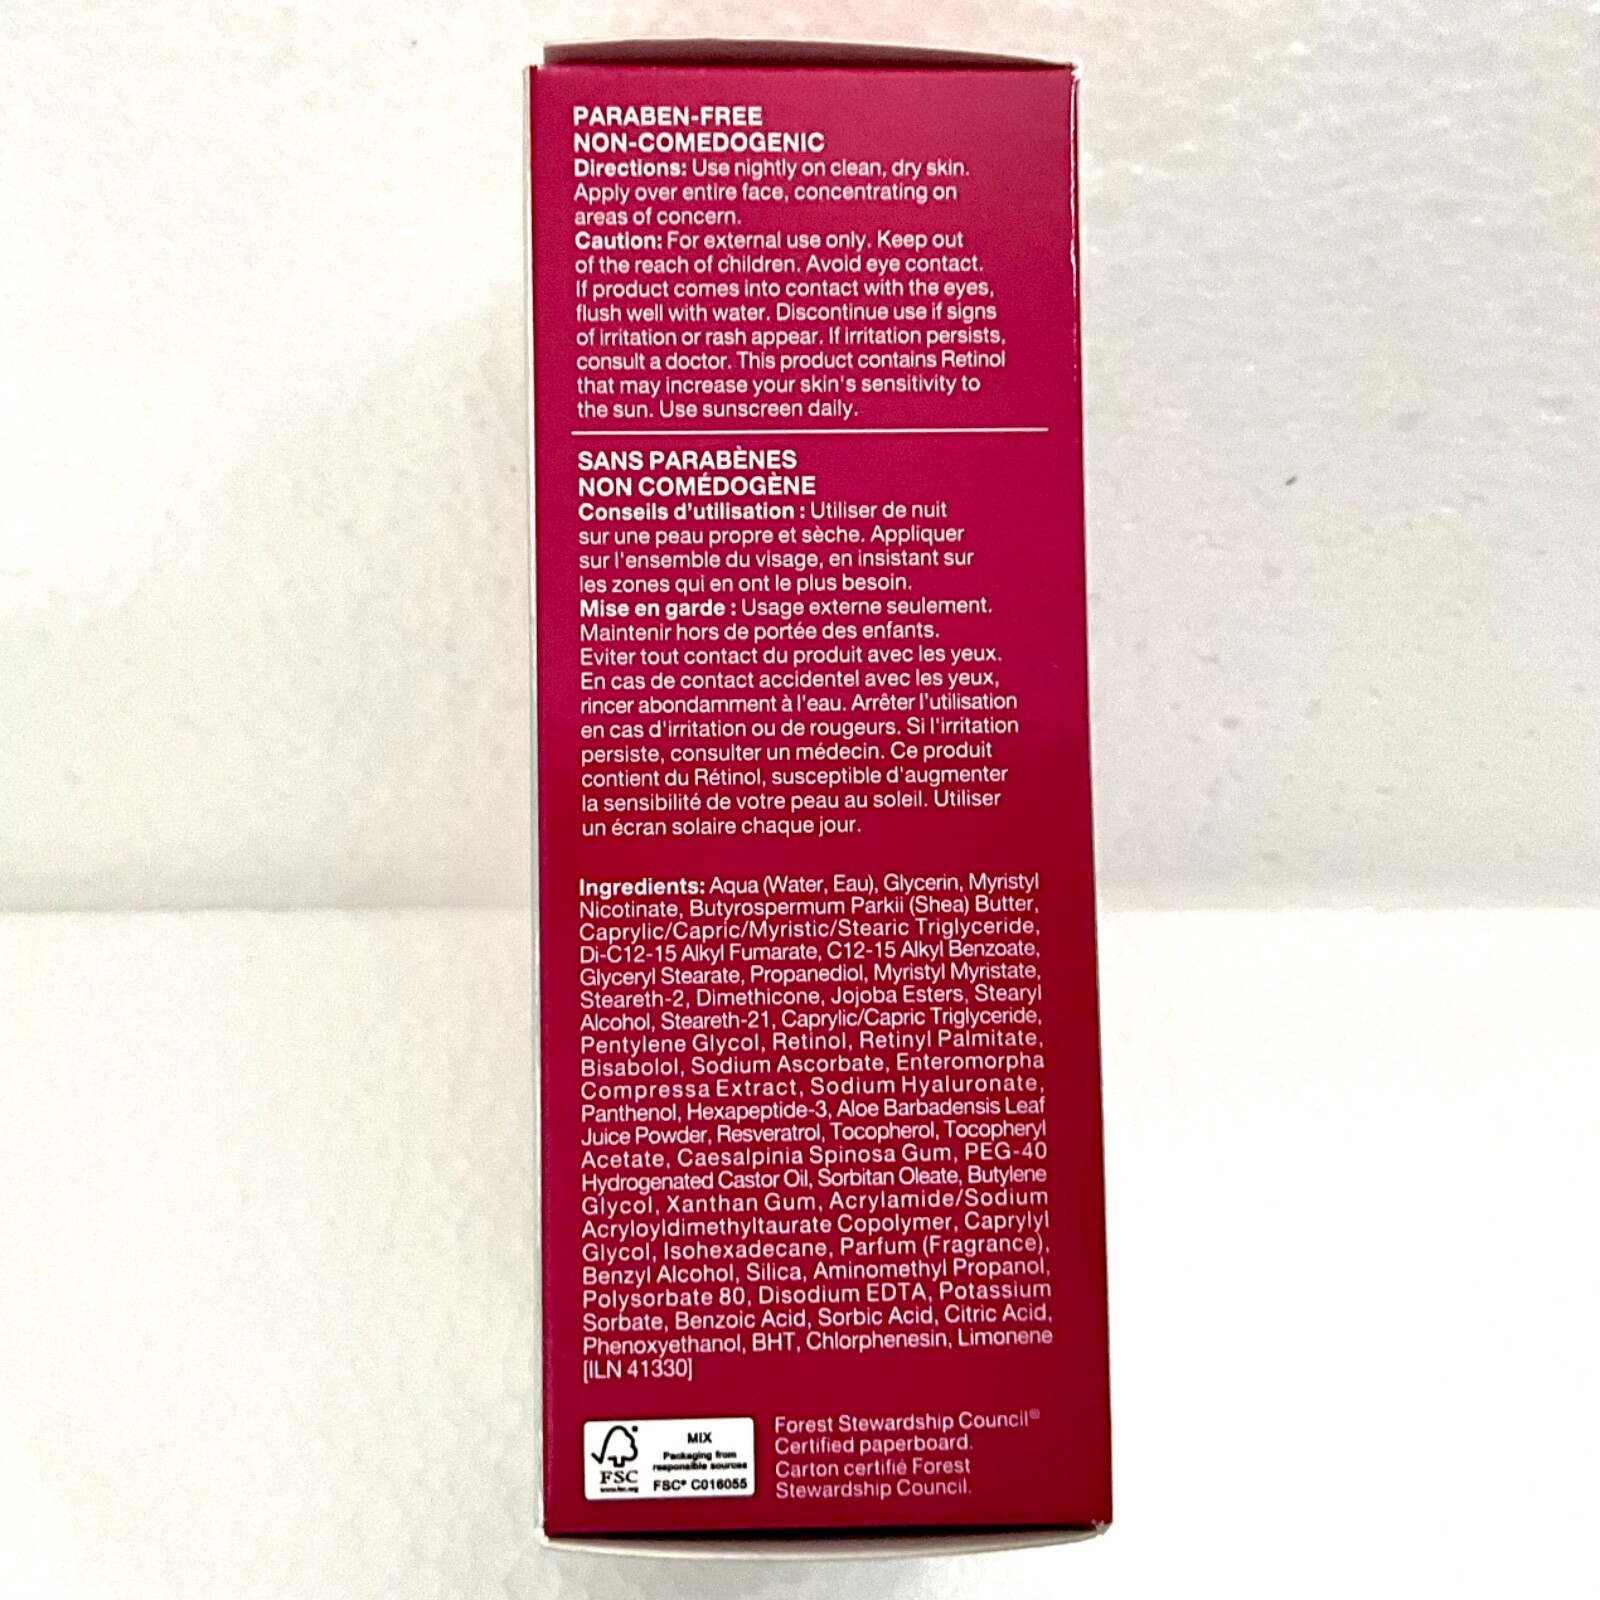 PARABEN-FREE
NON-COMEDOGENIC
Directions: Use nightly on clean, dry skin.
Apply over entire face, concentrating on
areas of concern.
Caution: For external use only. Keep out
of the reach of children. Avoid eye contact.
If product comes into contact with the eyes,
flush well with water. Discontinue use if signs
of irritation or rash appear. If irritation persists,
consult a doctor. This product contains Retinol
that may increase your skin's sensitivity to
the sun. Use sunscreen daily.
SANS PARABÈNES
NON COMÉDOGÈNE
Conseils d'utilisation : Utiliser de nuit
sur une peau propre et sèche. Appliquer
sur l'ensemble du visage, en insistant sur
les zones qui en ont le plus besoin.
Mise en garde : Usage externe seulement.
Maintenir hors de portée des enfants.
Eviter tout contact du produit avec les yeux.
En cas de contact accidentel avec les yeux,
rincer abondamment à l'eau. Arrêter l'utilisation
en cas d'irritation ou de rougeurs. Si l'irritation
persiste, consulter un médecin. Ce produit
contient du Rétinol, susceptible d'augmenter
la sensibilité de votre peau au soleil. Utiliser
un écran solaire chaque jour.
Ingredients: Aqua (Water, Eau), Glycerin, Myristyl
Nicotinate, Butyrospermum Parkii (Shea) Butter,
Caprylic/Capric/Myristic/Stearic Triglyceride,
Di-C12-15 Alkyl Fumarate, C12-15 Alkyl Benzoate,
Glyceryl Stearate, Propanediol, Myristyl Myristate,
Steareth-2, Dimethicone, Jojoba Esters, Stearyl
Alcohol, Steareth-21, Caprylic/Capric Triglyceride,
Pentylene Glycol, Retinol, Retinyl Palmitate,
Bisabolol, Sodium Ascorbate, Enteromorpha
Compressa Extract, Sodium Hyaluronate,
Panthenol, Hexapeptide-3, Aloe Barbadensis Leaf
Juice Powder, Resveratrol, Tocopherol, Tocopheryl
Acetate, Caesalpinia Spinosa Gum, PEG-40
Hydrogenated Castor Oil, Sorbitan Oleate, Butylene
Glycol, Xanthan Gum, Acrylamide/Sodium
Acryloyldimethyltaurate Copolymer, Caprylyl
Glycol, Isohexadecane, Parfum (Fragrance),
Benzyl Alcohol, Silica, Aminomethyl Propanol,
Polysorbate 80, Disodium EDTA, Potassium
Sorbate, Benzoic Acid, Sorbic Acid, Citric Acid,
Phenoxyethanol, BHT, Chlorphenesin, Limonene
[ILN 41330]
FSC
MIX
Packaging from
responsible sources
FSC® C016055
Forest Stewardship Council®
Certified paperboard.
Carton certifié Forest
Stewardship Council.